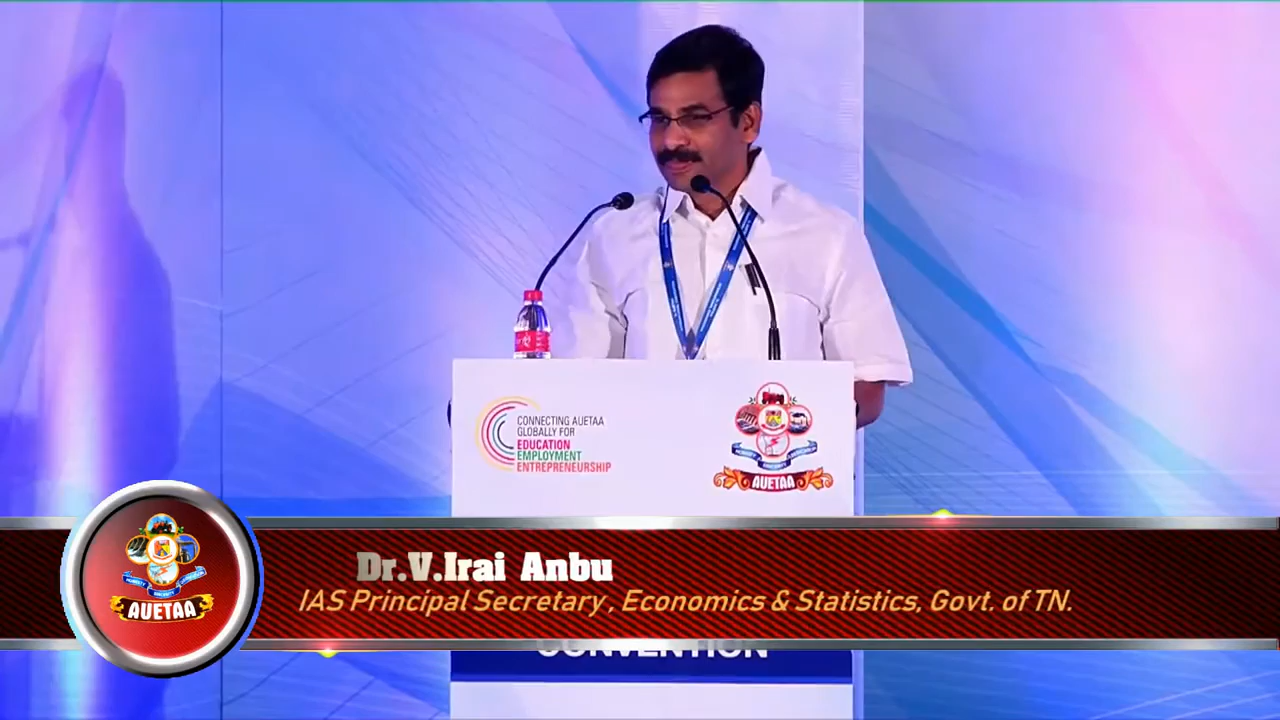 CONNECTING AUETAA
GLOBALLY FOR
EDUCATION
EMPLOYMENT
ENTREPRENEURSHIP
AUETAA
Dr.V.Irai Anbu
IAS Principal Secretary, Economics & Statistics, Govt. of TN.
AUETAA
CONVENTION